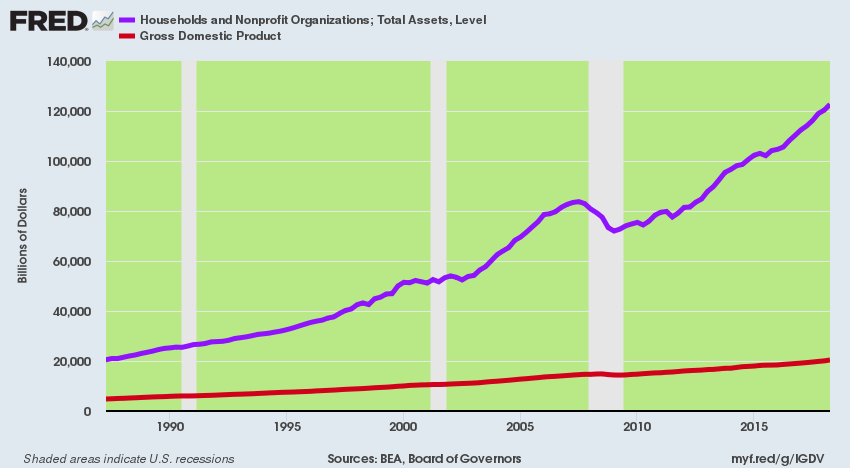 FRED
Households and Nonprofit Organizations; Total Assets, Level
Gross Domestic Product
140,000
120,000
100,000
80,000
60,000
40,000
20,000
0
Billions of Dollars
1990 1995 2000 2005 2010 2015
Shaded areas indicate U.S. recessions Sources: BEA, Board of Governors myf.red/g/IGDV